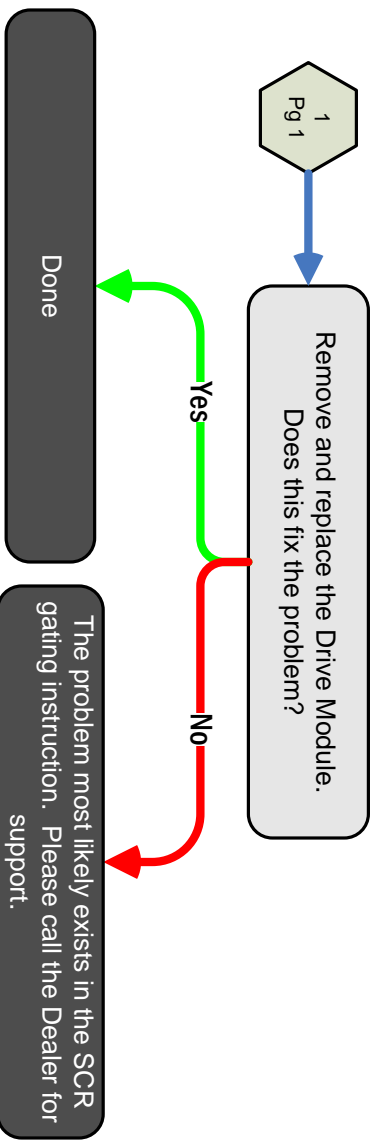 1
Pg 1
Remove and replace the Drive Module.
Does this fix the problem?
Yes
No
Done
The problem most likely exists in the SCR
gating instruction.  Please call the Dealer for
support.